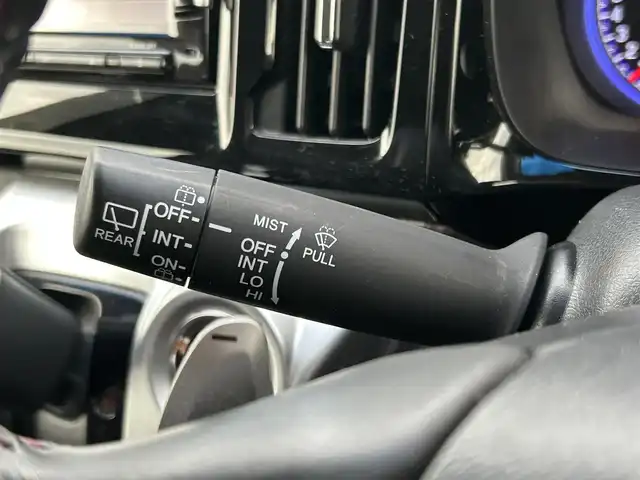 OFF-
INT-
ON-
REAR
MIST
OFF
INT
LO
HI
PULL